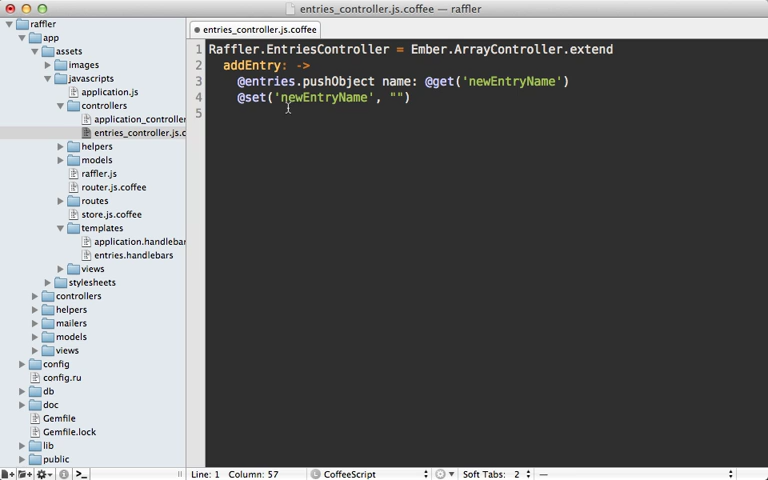 entries_controller.js.coffee — raffler
raffler
app
assets
images
javascripts
application.js
controllers
application_controller
entries_controller.js.c
helpers
models
raffler.js
router.js.coffee
routes
store.js.coffee
templates
application.handlebar
entries.handlebars
views
stylesheets
controllers
helpers
mailers
models
views
config
config.ru
db
doc
Gemfile
Gemfile.lock
lib
public
entries_controller.js.coffee
1 Raffler.EntriesController = Ember.ArrayController.extend
2 addEntry: ->
3 @entries.pushObject name: @get('newEntryName')
4 @set('newEntryName', "")
5
Line: 1 Column: 57 CoffeeScript Soft Tabs: 2 —